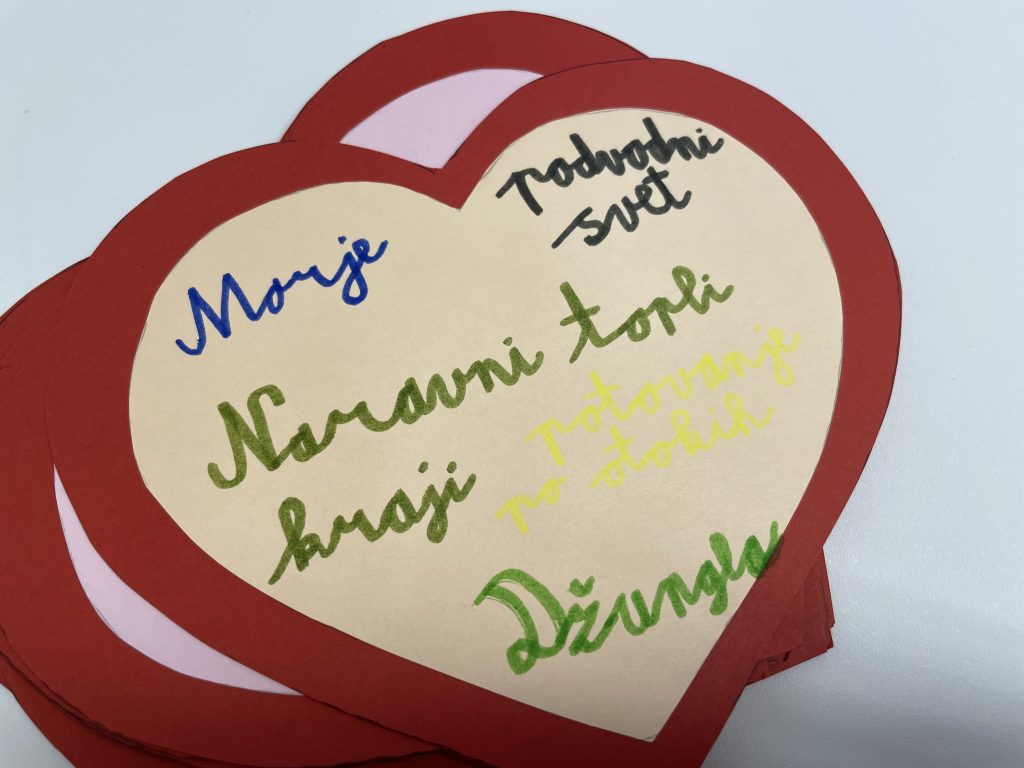 podvodni
svet
Morje
Naravni topli
kraji
potovanje
po otokih
Džungla